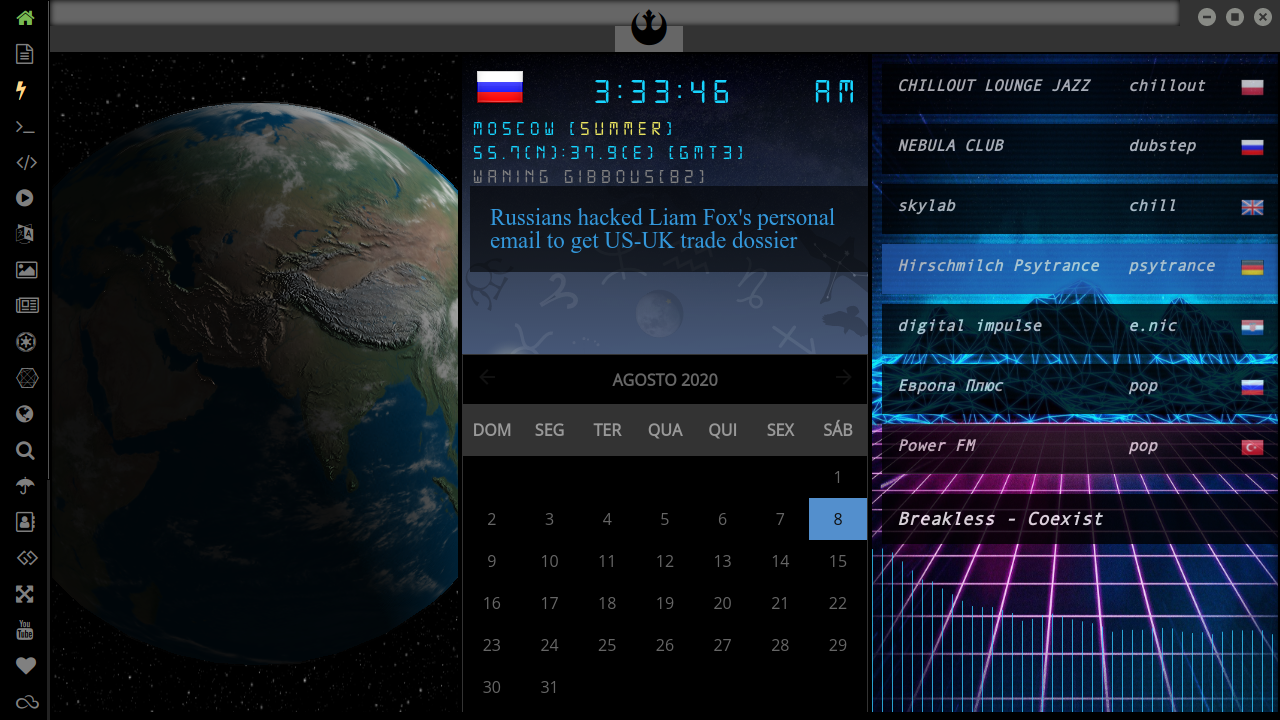 3:33:46 AM
MOSCOW (SUMMER)
55.7(N):37.9(E) (GMT3)
WANING GIBBOUS(82)
Russians hacked Liam Fox's personal
email to get US-UK trade dossier
AGOSTO 2020
DOM SEG TER QUA QUI SEX SÁB
1
2 3 4 5 6 7 8
9 10 11 12 13 14 15
16 17 18 19 20 21 22
23 24 25 26 27 28 29
30 31
CHILLOUT LOUNGE JAZZ chillout
NEBULA CLUB dubstep
skylab chill
Hirschmilch Psytrance psytrance
digital impulse e.nic
Европа Плюс pop
Power FM pop
Breakless - Coexist
You
Tube